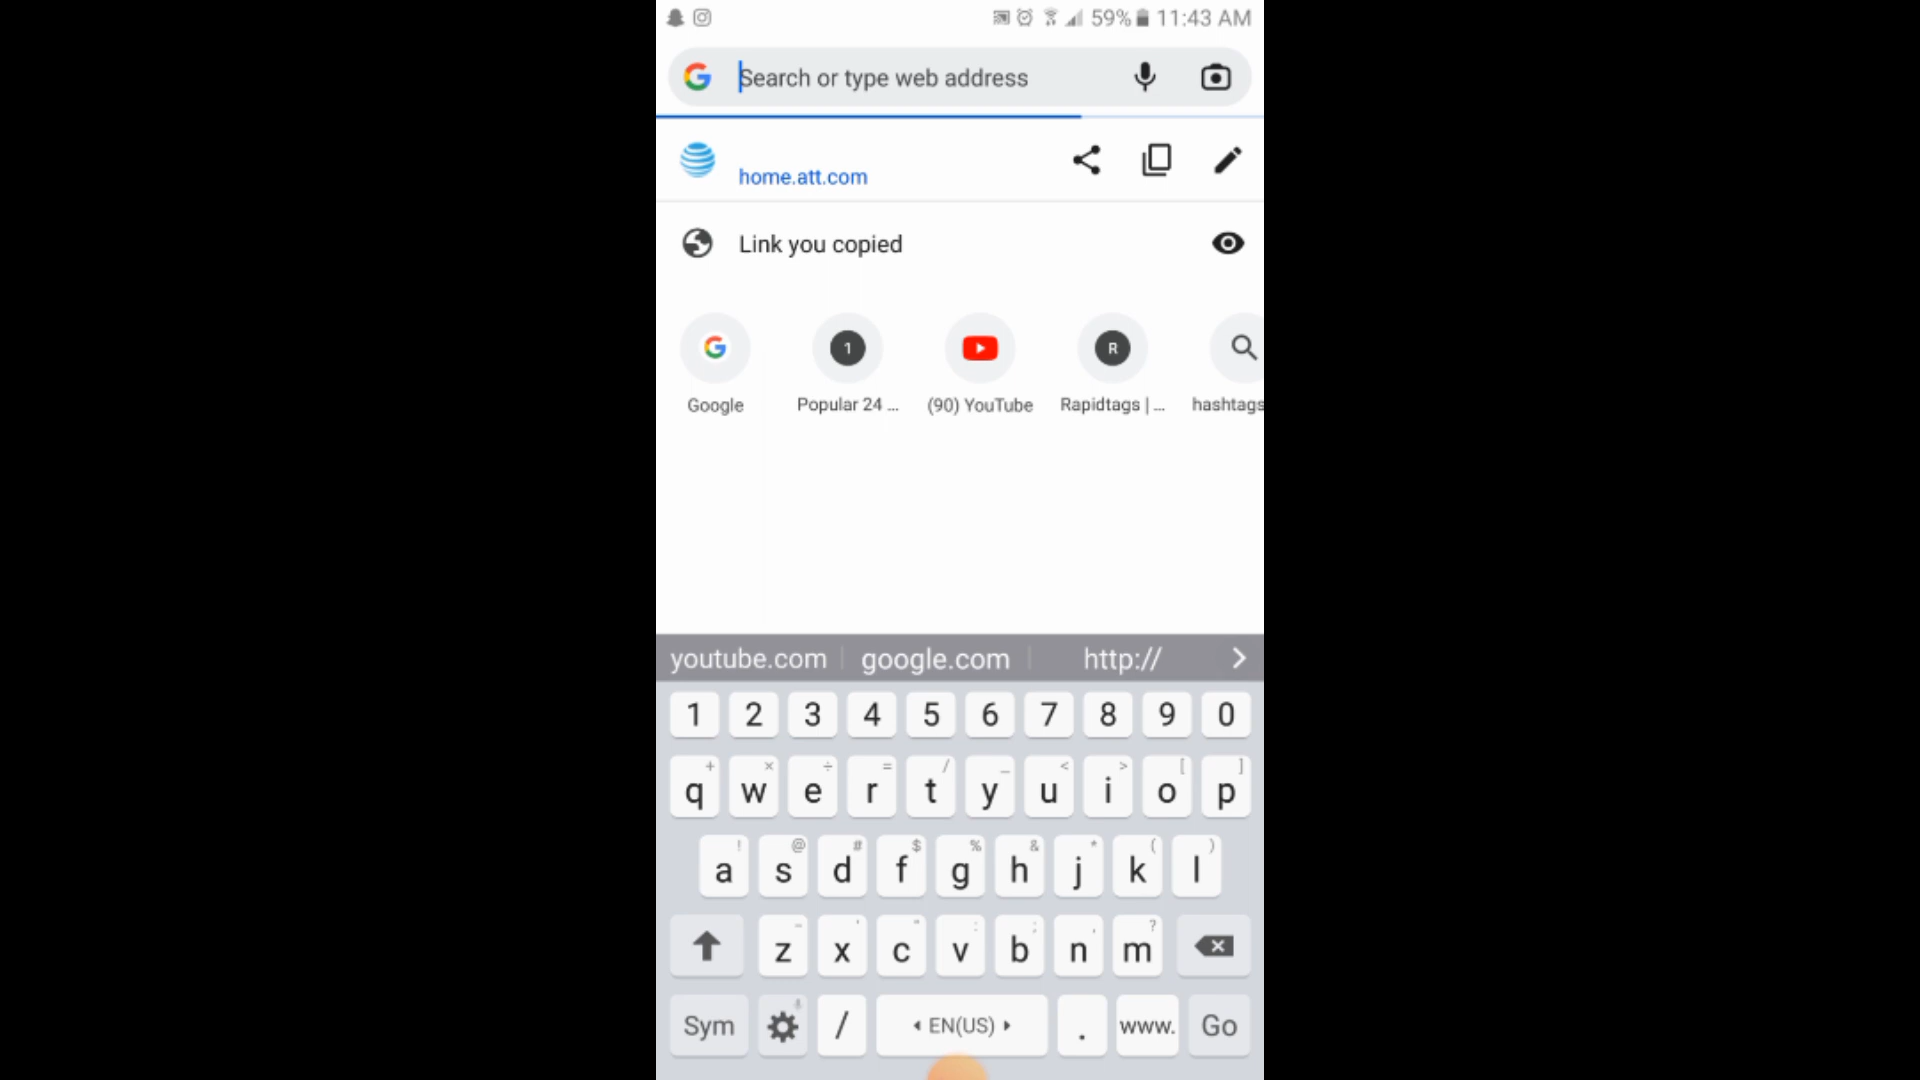 59% 11:43 AM
Search or type web address
home.att.com
Link you copied
1 R
Google Popular 24 ... (90) YouTube Rapidtags | ... hashtags
youtube.com google.com http://
1 2 3 4 5 6 7 8 9 0
+ × ÷ = / _ < > [ ]
q w e r t y u i o p
! @ # $ % & * ( )
a s d f g h j k l
- ' " : ; , ?
z x c v b n m
Sym / EN(US) . www. Go